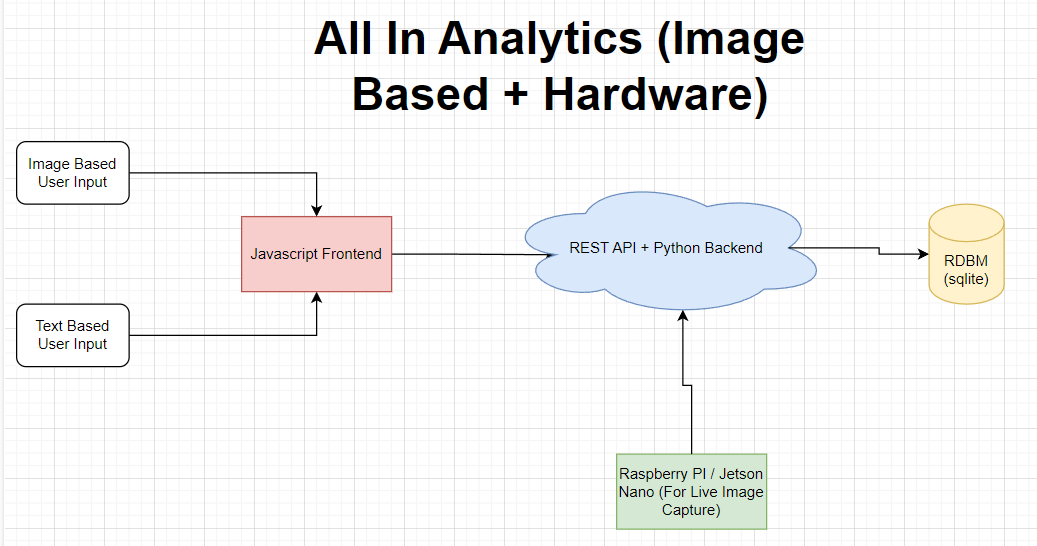 All In Analytics (Image
Based + Hardware)
Image Based
User Input
Javascript Frontend
REST API + Python Backend
RDBM
(sqlite)
Text Based
User Input
Raspberry PI / Jetson
Nano (For Live Image
Capture)